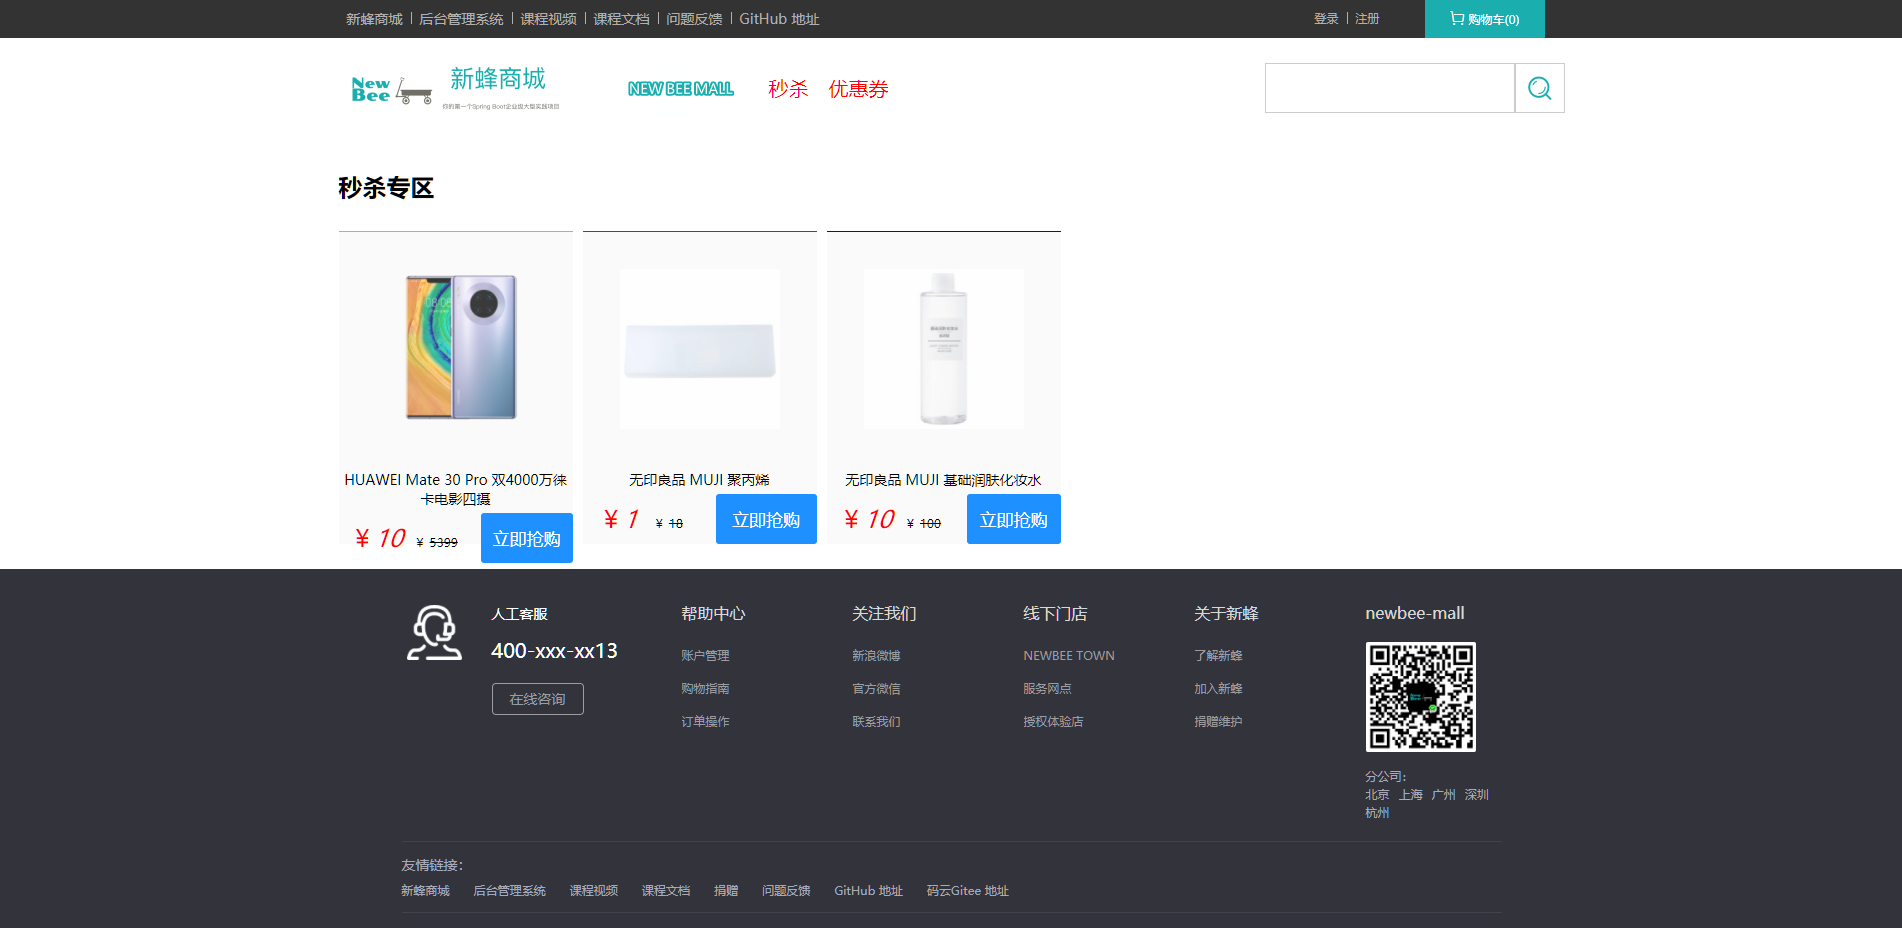 新蜂商城 后台管理系统 课程视频 课程文档 问题反馈 GitHub 地址 登录 注册 购物车(0)
New Bee 新蜂商城
你的第一个Spring Boot企业级大型实践项目
NEW BEE MALL 秒杀 优惠券
秒杀专区
HUAWEI Mate 30 Pro 双4000万徕
卡电影四摄
¥ 10 ¥ 5399 立即抢购
无印良品 MUJI 聚丙烯
¥ 1 ¥ 18 立即抢购
无印良品 MUJI 基础润肤化妆水
¥ 10 ¥ 100 立即抢购
人工客服
400-xxx-xx13
在线咨询
帮助中心
账户管理
购物指南
订单操作
关注我们
新浪微博
官方微信
联系我们
线下门店
NEWBEE TOWN
服务网点
授权体验店
关于新蜂
了解新蜂
加入新蜂
捐赠维护
newbee-mall
分公司：
北京 上海 广州 深圳
杭州
友情链接：
新蜂商城 后台管理系统 课程视频 课程文档 捐赠 问题反馈 GitHub 地址 码云Gitee 地址